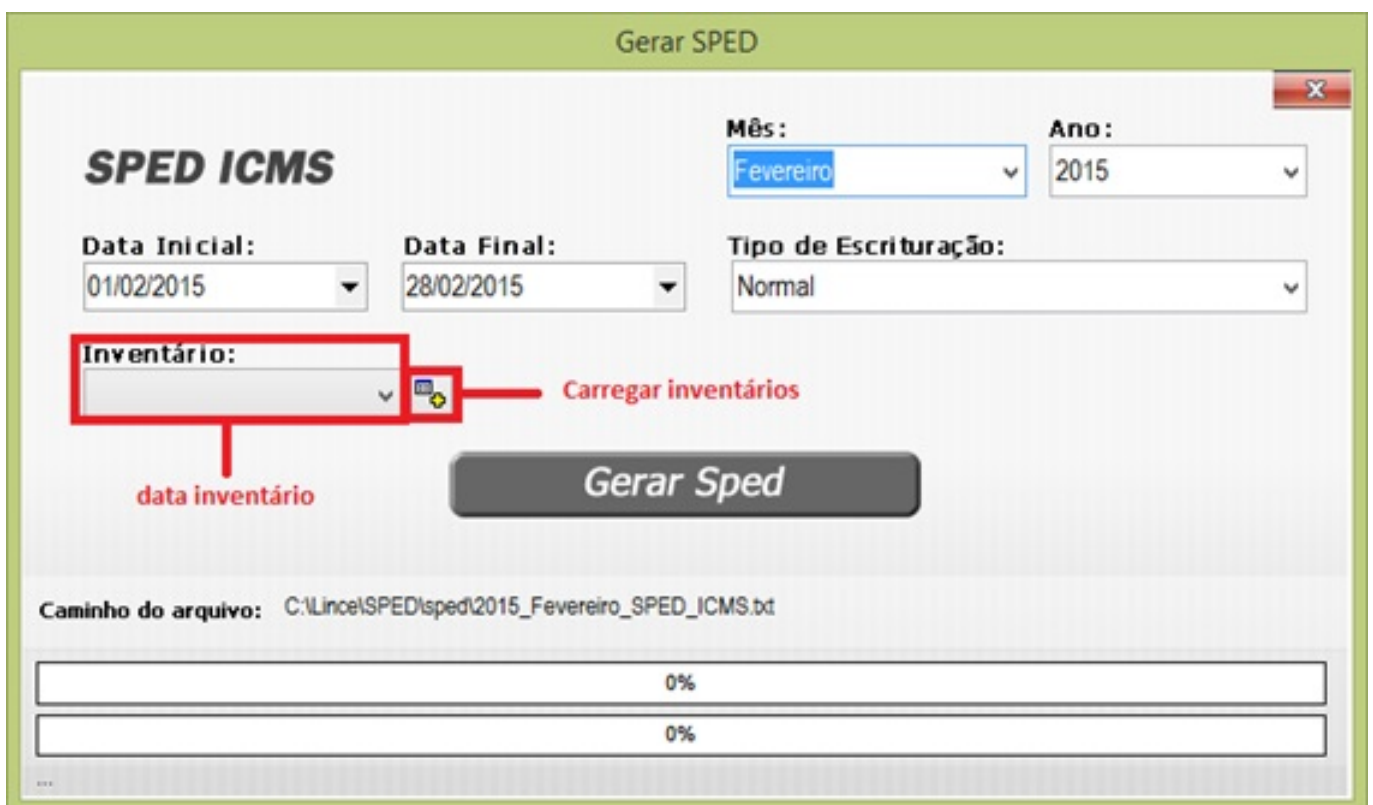 Gerar SPED
Mês:
Ano:
SPED ICMS
Fevereiro
2015
Data Inicial:
Data Final:
Tipo de Escrituração:
01/02/2015
28/02/2015
Normal
Inventário:
Carregar inventários
data inventário
Gerar Sped
Caminho do arquivo: C:\Lince\SPED\sped\2015_Fevereiro_SPED_ICMS.txt
0%
0%
...